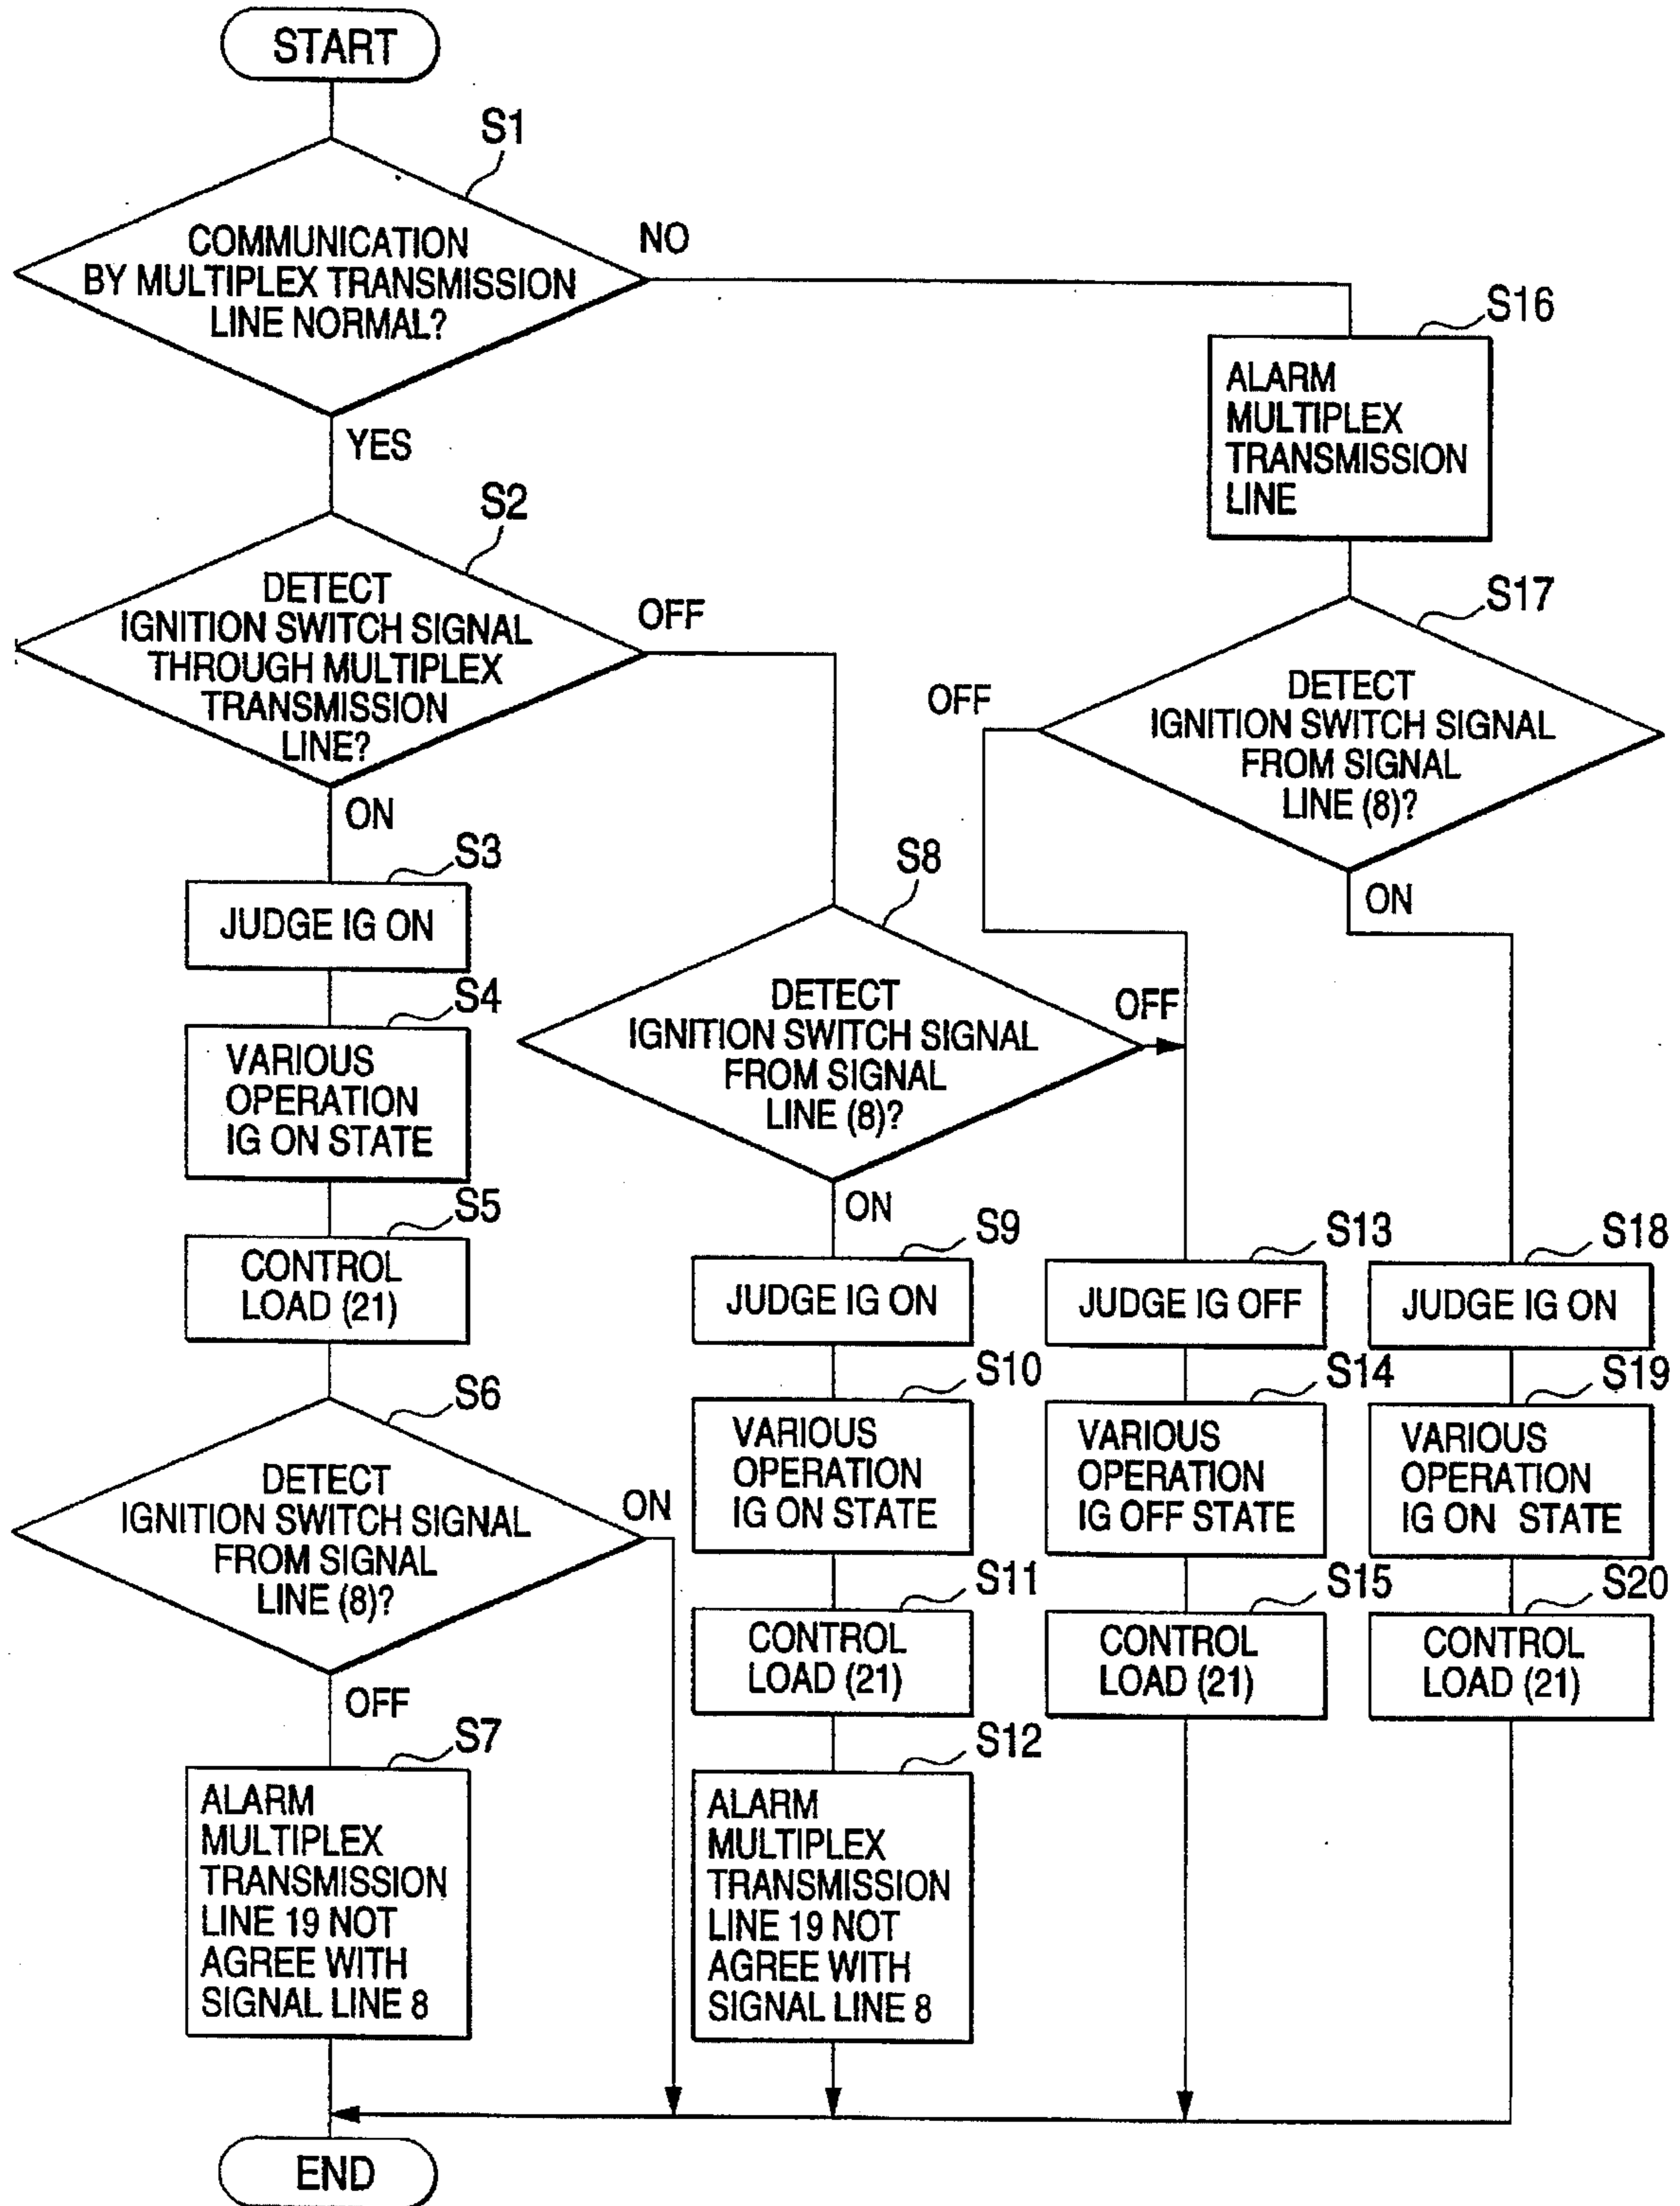 START
S1
COMMUNICATION
BY MULTIPLEX TRANSMISSION
LINE NORMAL?
NO
YES
S16
ALARM
MULTIPLEX
TRANSMISSION
LINE
S2
DETECT
IGNITION SWITCH SIGNAL
THROUGH MULTIPLEX
TRANSMISSION
LINE?
OFF
ON
S17
DETECT
IGNITION SWITCH SIGNAL
FROM SIGNAL
LINE (8)?
OFF
ON
S3
JUDGE IG ON
S4
VARIOUS
OPERATION
IG ON STATE
S5
CONTROL
LOAD (21)
S6
DETECT
IGNITION SWITCH SIGNAL
FROM SIGNAL
LINE (8)?
ON
OFF
S7
ALARM
MULTIPLEX
TRANSMISSION
LINE 19 NOT
AGREE WITH
SIGNAL LINE 8
S8
DETECT
IGNITION SWITCH SIGNAL
FROM SIGNAL
LINE (8)?
OFF
ON
S9
JUDGE IG ON
S10
VARIOUS
OPERATION
IG ON STATE
S11
CONTROL
LOAD (21)
S12
ALARM
MULTIPLEX
TRANSMISSION
LINE 19 NOT
AGREE WITH
SIGNAL LINE 8
S13
JUDGE IG OFF
S14
VARIOUS
OPERATION
IG OFF STATE
S15
CONTROL
LOAD (21)
S18
JUDGE IG ON
S19
VARIOUS
OPERATION
IG ON STATE
S20
CONTROL
LOAD (21)
END